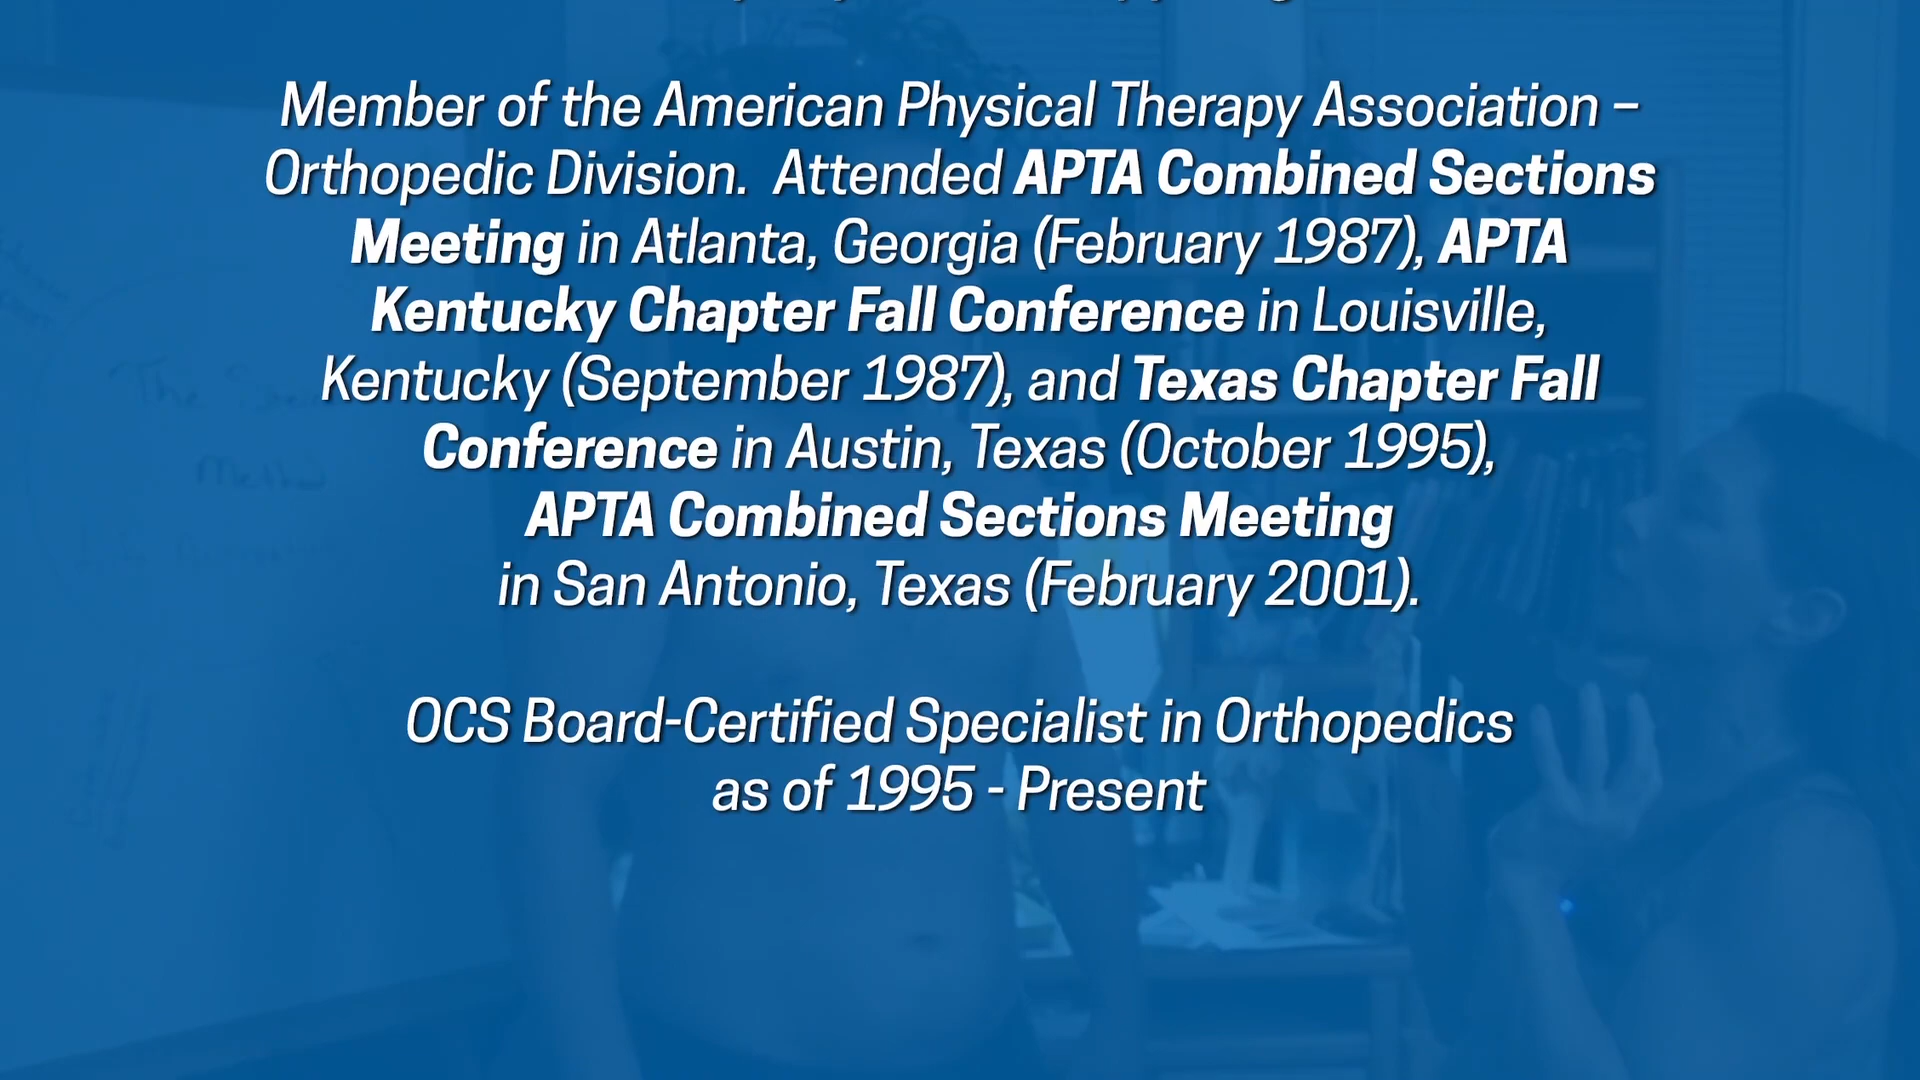 Member of the American Physical Therapy Association –
Orthopedic Division.  Attended APTA Combined Sections
Meeting in Atlanta, Georgia (February 1987), APTA
Kentucky Chapter Fall Conference in Louisville,
Kentucky (September 1987), and Texas Chapter Fall
Conference in Austin, Texas (October 1995),
APTA Combined Sections Meeting
in San Antonio, Texas (February 2001).
OCS Board-Certified Specialist in Orthopedics
as of 1995 - Present
The
Method